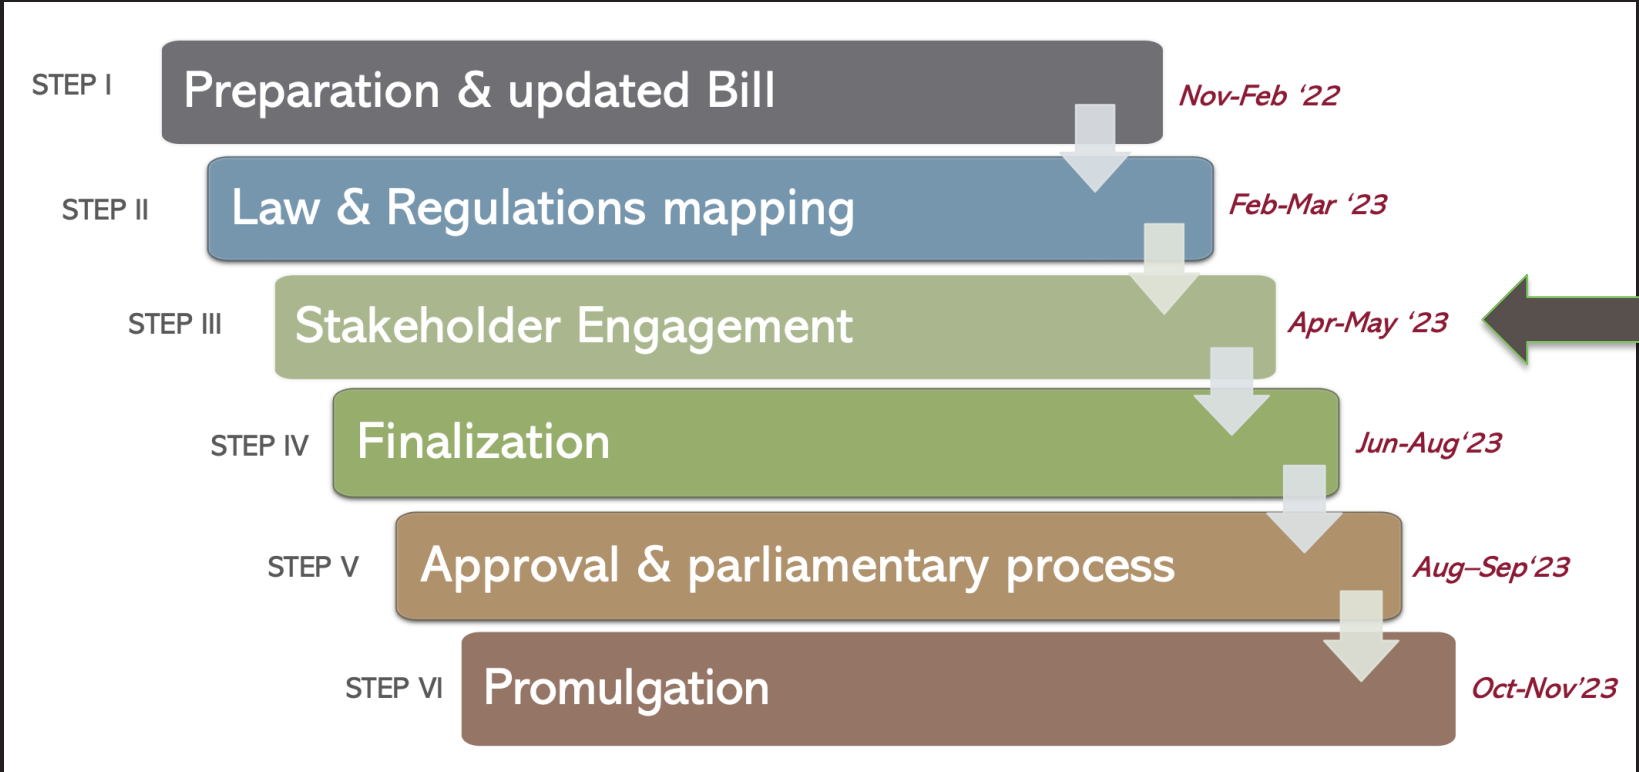 STEP I
Preparation & updated Bill
Nov-Feb ‘22
STEP II
Law & Regulations mapping
Feb-Mar ‘23
STEP III
Stakeholder Engagement
Apr-May ‘23
STEP IV
Finalization
Jun-Aug‘23
STEP V
Approval & parliamentary process
Aug–Sep‘23
STEP VI
Promulgation
Oct-Nov’23